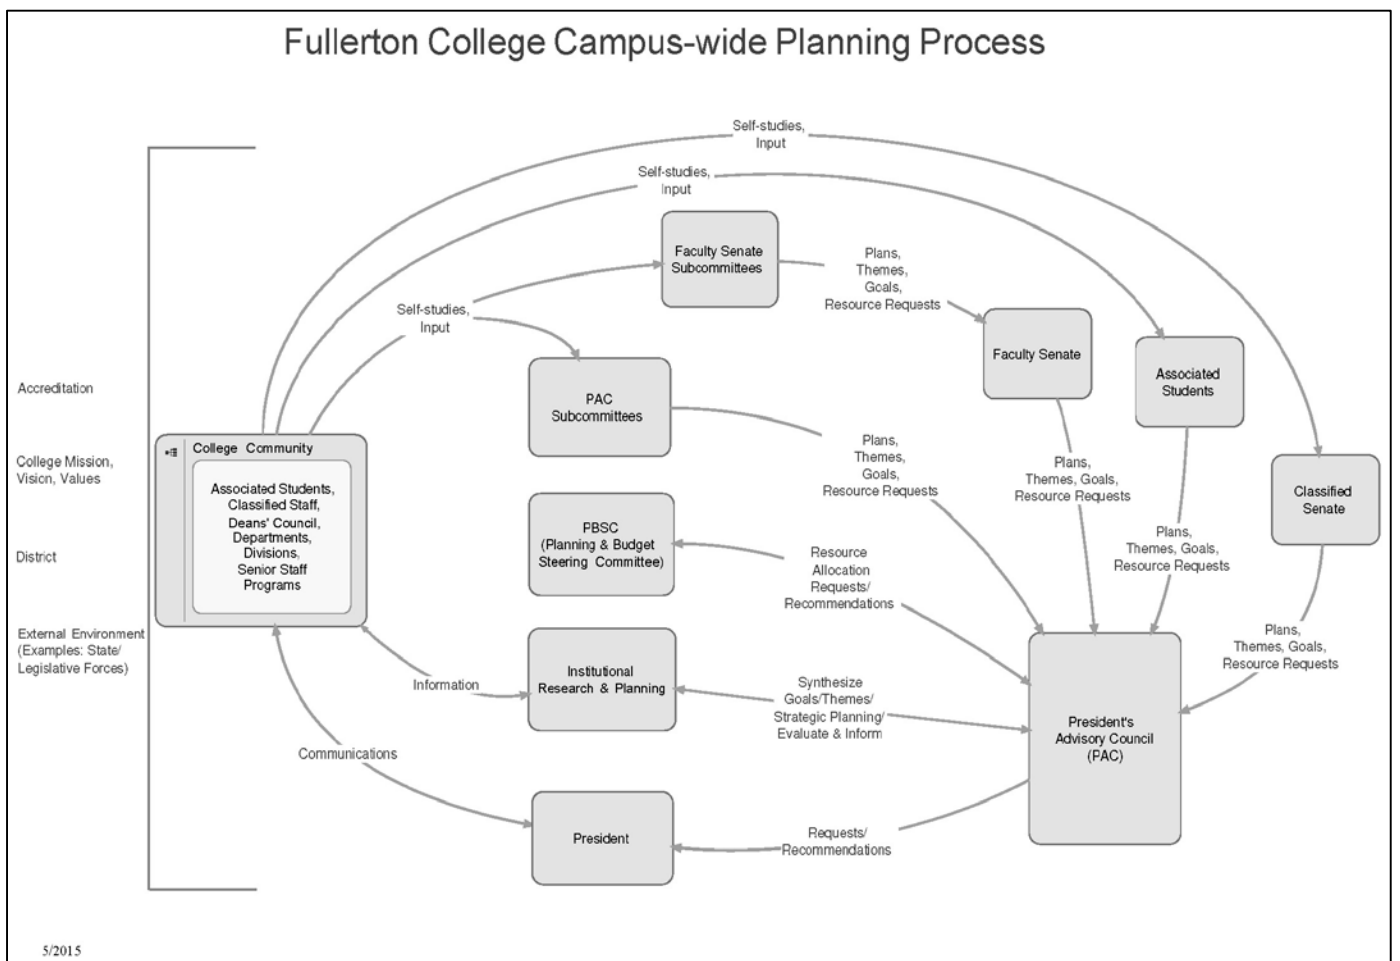 Fullerton College Campus-wide Planning Process
Self-studies,
Input
Self-studies,
Input
Faculty Senate
Subcommittees
Plans,
Themes,
Goals,
Resource Requests
Self-studies,
Input
Faculty Senate
Associated
Students
PAC
Subcommittees
Accreditation
College Mission,
Vision, Values
District
External Environment
(Examples: State/
Legislative Forces)
College Community
Associated Students,
Classified Staff,
Deans' Council,
Departments,
Divisions,
Senior Staff
Programs
Plans,
Themes,
Goals,
Resource Requests
Plans,
Themes, Goals,
Resource Requests
Classified
Senate
PBSC
(Planning & Budget
Steering Committee)
Resource
Allocation
Requests/
Recommendations
Plans,
Themes, Goals,
Resource Requests
Plans,
Themes, Goals,
Resource Requests
Information
Institutional
Research & Planning
Synthesize
Goals/Themes/
Strategic Planning/
Evaluate & Inform
President's
Advisory Council
(PAC)
Communications
President
Requests/
Recommendations
5/2015